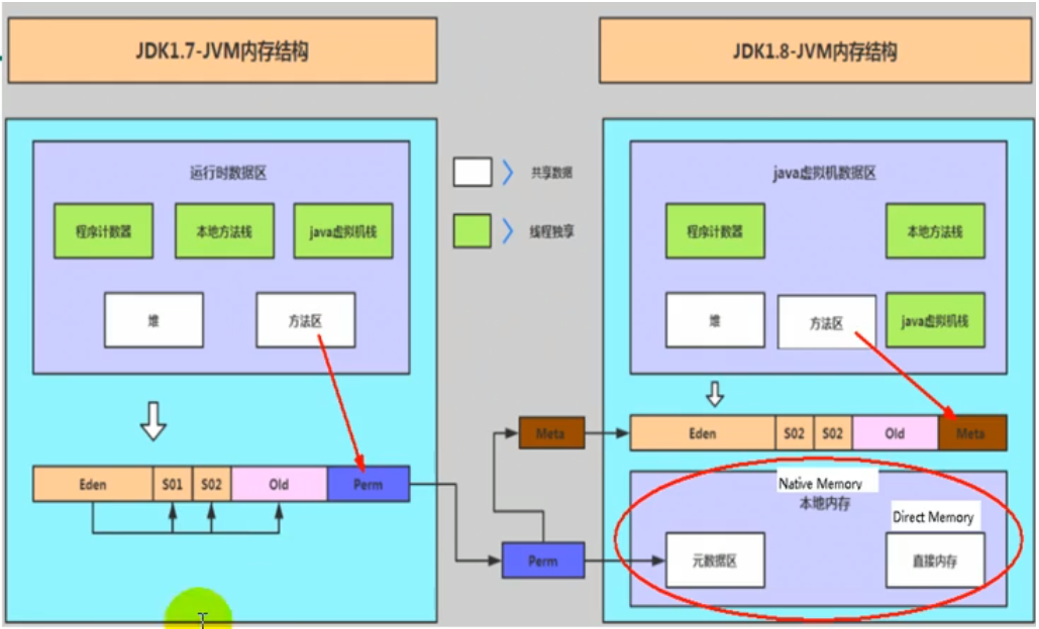 JDK1.7-JVM内存结构
JDK1.8-JVM内存结构
运行时数据区
程序计数器
本地方法栈
java虚拟机栈
堆
方法区
Eden
S01
S02
Old
Perm
共享数据
线程独享
Meta
Perm
java虚拟机数据区
程序计数器
本地方法栈
堆
方法区
java虚拟机栈
Eden
S02
S02
Old
Meta
Native Memory
本地内存
Direct Memory
元数据区
直接内存